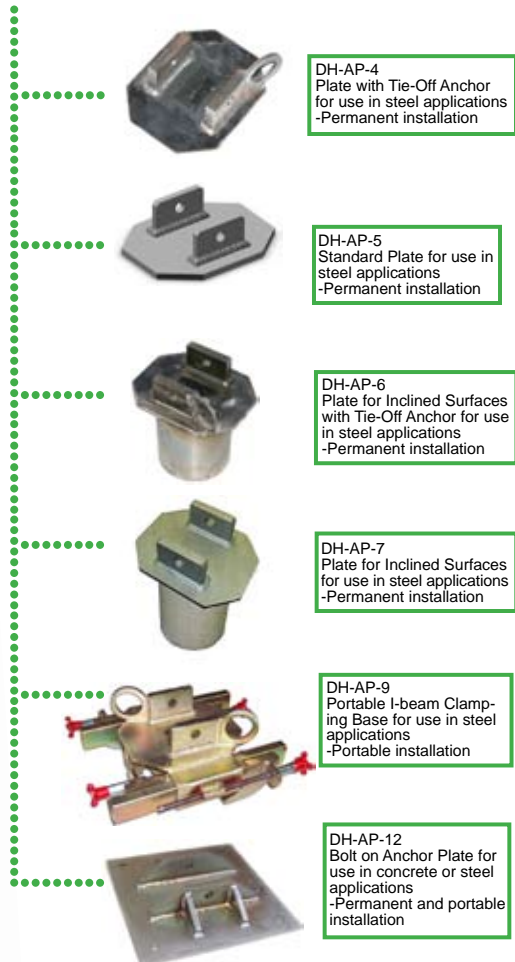 DH-AP-4
Plate with Tie-Off Anchor
for use in steel applications
-Permanent installation
DH-AP-5
Standard Plate for use in
steel applications
-Permanent installation
DH-AP-6
Plate for Inclined Surfaces
with Tie-Off Anchor for use
in steel applications
-Permanent installation
DH-AP-7
Plate for Inclined Surfaces
for use in steel applications
-Permanent installation
DH-AP-9
Portable I-beam Clamp-
ing Base for use in steel
applications
-Portable installation
DH-AP-12
Bolt on Anchor Plate for
use in concrete or steel
applications
-Permanent and portable
installation